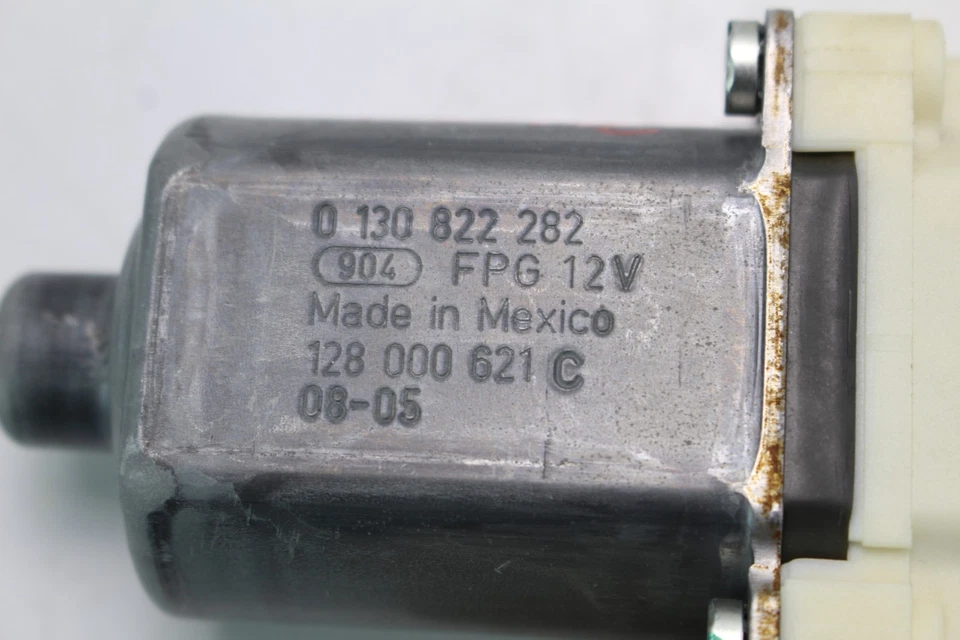 0 130 822 282
904 FPG 12V
Made in Mexico
128 000 621 C
08-05